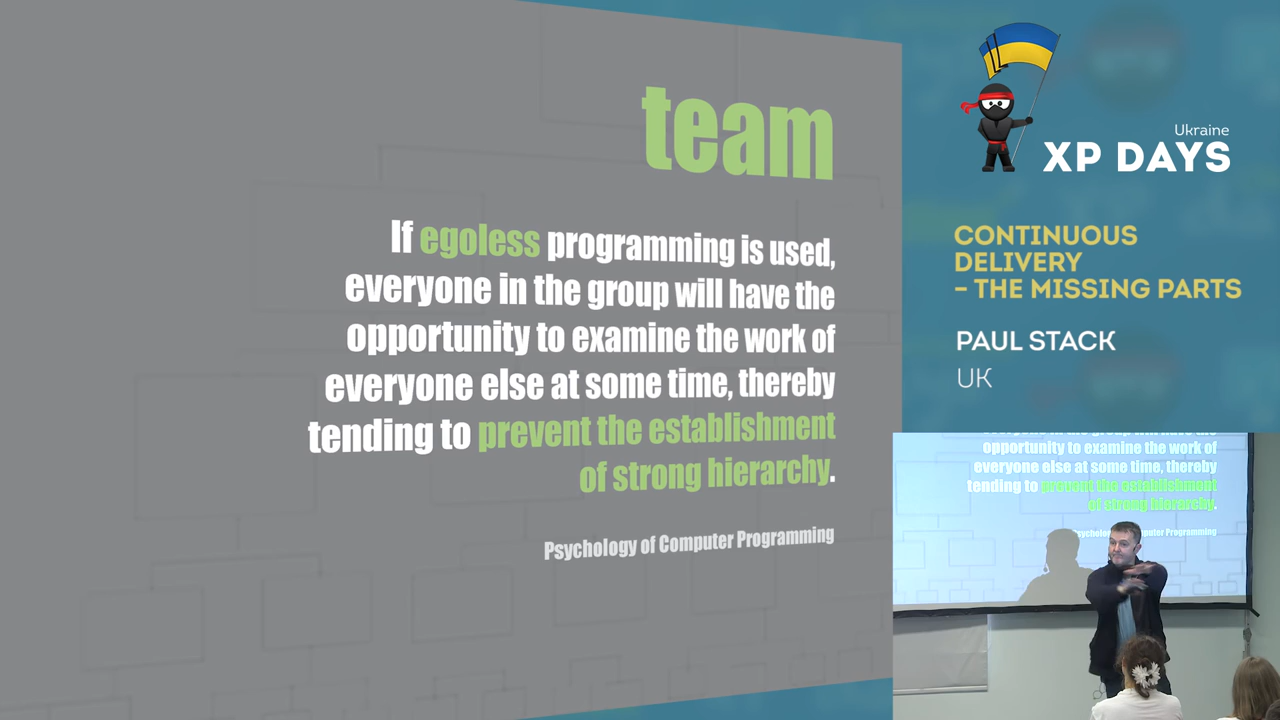 team
If egoless programming is used,
everyone in the group will have the
opportunity to examine the work of
everyone else at some time, thereby
tending to prevent the establishment
of strong hierarchy.
Psychology of Computer Programming
Ukraine
XP DAYS
CONTINUOUS
DELIVERY
– THE MISSING PARTS
PAUL STACK
UK
opportunity to examine the work of
everyone else at some time, thereby
tending to prevent the establishment
of strong hierarchy.
Computer Programming